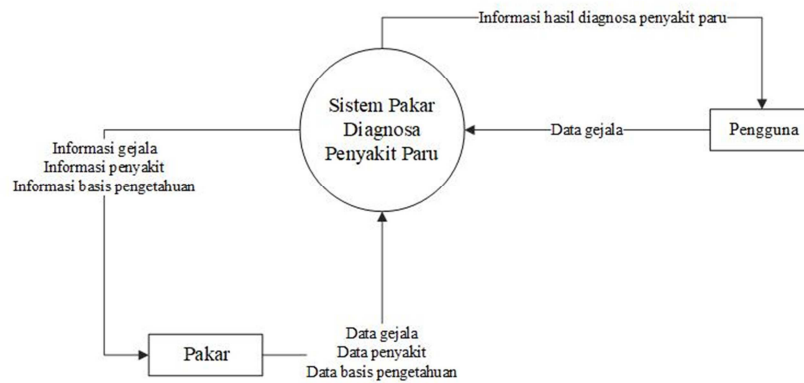 Informasi hasil diagnosa penyakit paru
Sistem Pakar
Diagnosa
Penyakit Paru
Data gejala
Pengguna
Informasi gejala
Informasi penyakit
Informasi basis pengetahuan
Pakar
Data gejala
Data penyakit
Data basis pengetahuan